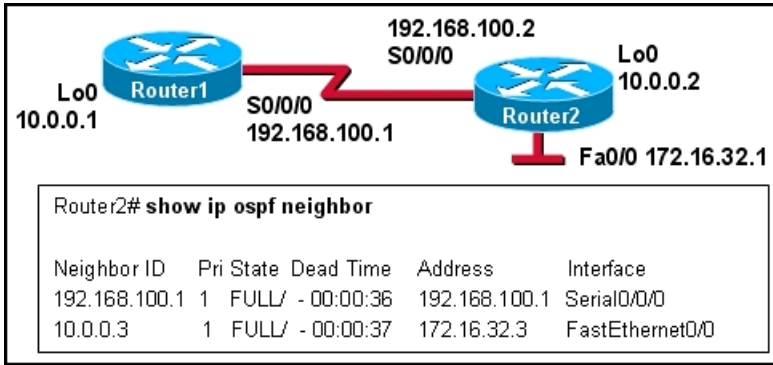 192.168.100.2
S0/0/0
Lo0
10.0.0.2
Lo0
10.0.0.1
Router1
S0/0/0
192.168.100.1
Router2
Fa0/0 172.16.32.1
Router2# show ip ospf neighbor
Neighbor ID Pri State Dead Time Address Interface
192.168.100.1 1 FULL/ - 00:00:36 192.168.100.1 Serial0/0/0
10.0.0.3 1 FULL/ - 00:00:37 172.16.32.3 FastEthernet0/0